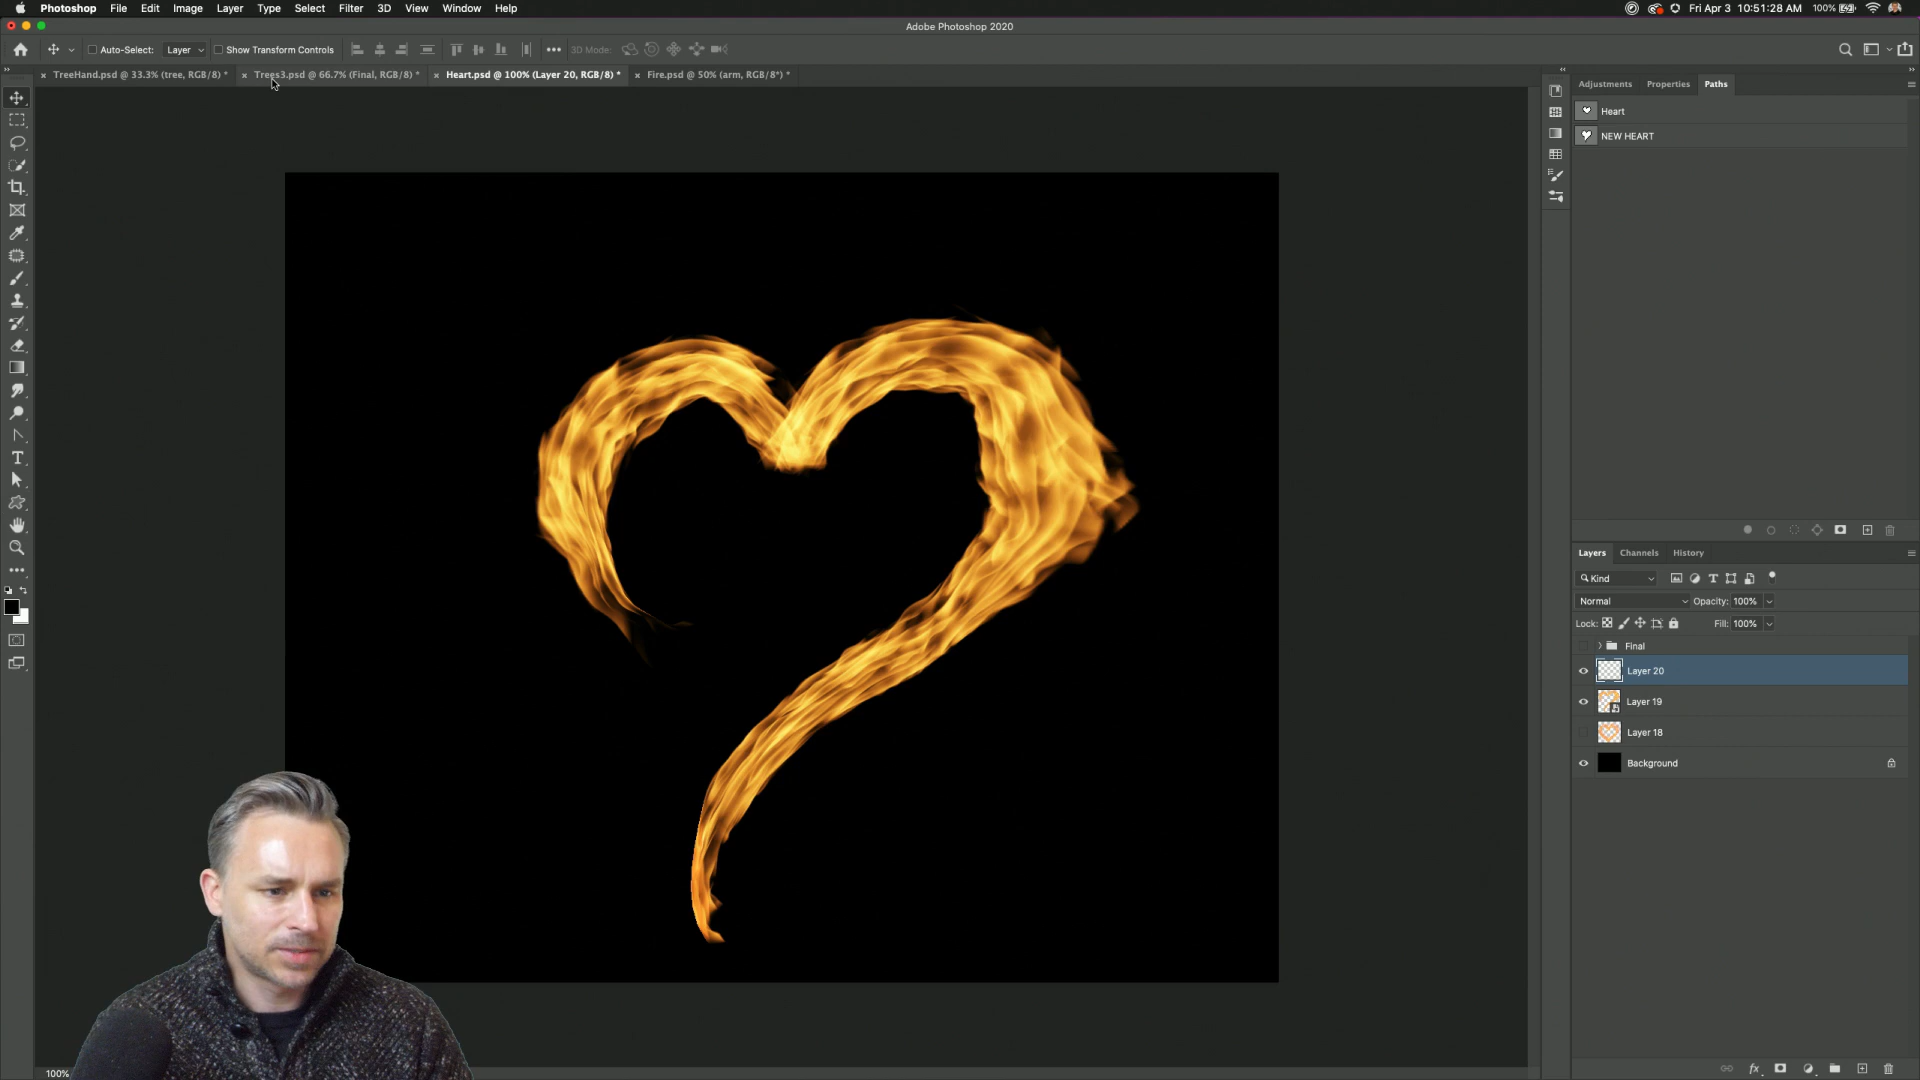 Photoshop File Edit Image Layer Type Select Filter 3D View Window Help 100% Fri Apr 3 10:51:28 AM
Adobe Photoshop 2020
Auto-Select: Layer Show Transform Controls 3D Mode:
TreeHand.psd @ 33.3% (tree, RGB/8) * Trees3.psd @ 66.7% (Final, RGB/8) * Heart.psd @ 100% (Layer 20, RGB/8) * Fire.psd @ 50% (arm, RGB/8*) *
Adjustments Properties Paths
Heart
NEW HEART
Layers Channels History
Kind
Normal Opacity: 100%
Lock: Fill: 100%
Final
Layer 20
Layer 19
Layer 18
Background
100%